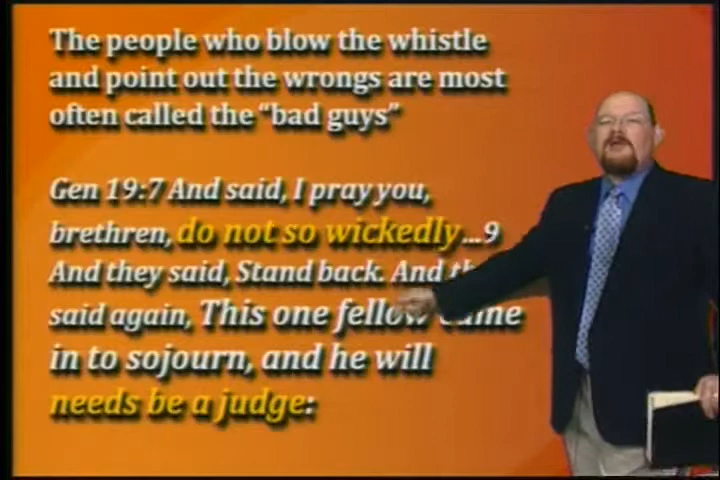 The people who blow the whistle
and point out the wrongs are most
often called the "bad guys"
Gen 19:7 And said, I pray you,
brethren, do not so wickedly...9
And they said, Stand back. And
said again, This one fellow
in to sojourn, and he will
needs be a judge: